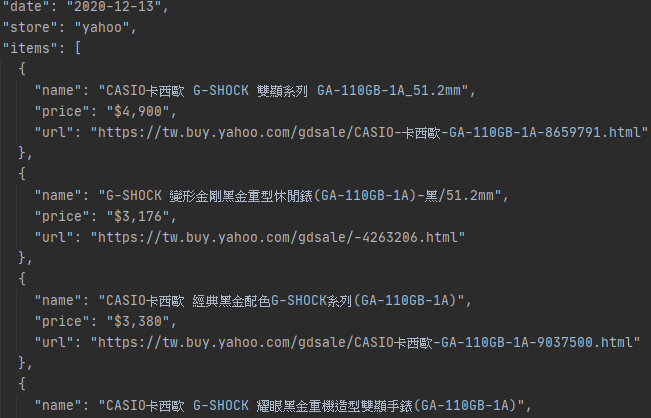 "date": "2020-12-13",
"store": "yahoo",
"items": [
{
"name": "CASIO卡西歐 G-SHOCK 雙顯系列 GA-110GB-1A_51.2mm",
"price": "$4,900",
"url": "https://tw.buy.yahoo.com/gdsale/CASIO-卡西歐-GA-110GB-1A-8659791.html"
},
{
"name": "G-SHOCK 變形金剛黑金重型休閒錶(GA-110GB-1A)-黑/51.2mm",
"price": "$3,176",
"url": "https://tw.buy.yahoo.com/gdsale/-4263206.html"
},
{
"name": "CASIO卡西歐 經典黑金配色G-SHOCK系列(GA-110GB-1A)",
"price": "$3,380",
"url": "https://tw.buy.yahoo.com/gdsale/CASIO卡西歐-GA-110GB-1A-9037500.html"
},
{
"name": "CASIO卡西歐 G-SHOCK 耀眼黑金重機造型雙顯手錶(GA-110GB-1A)",